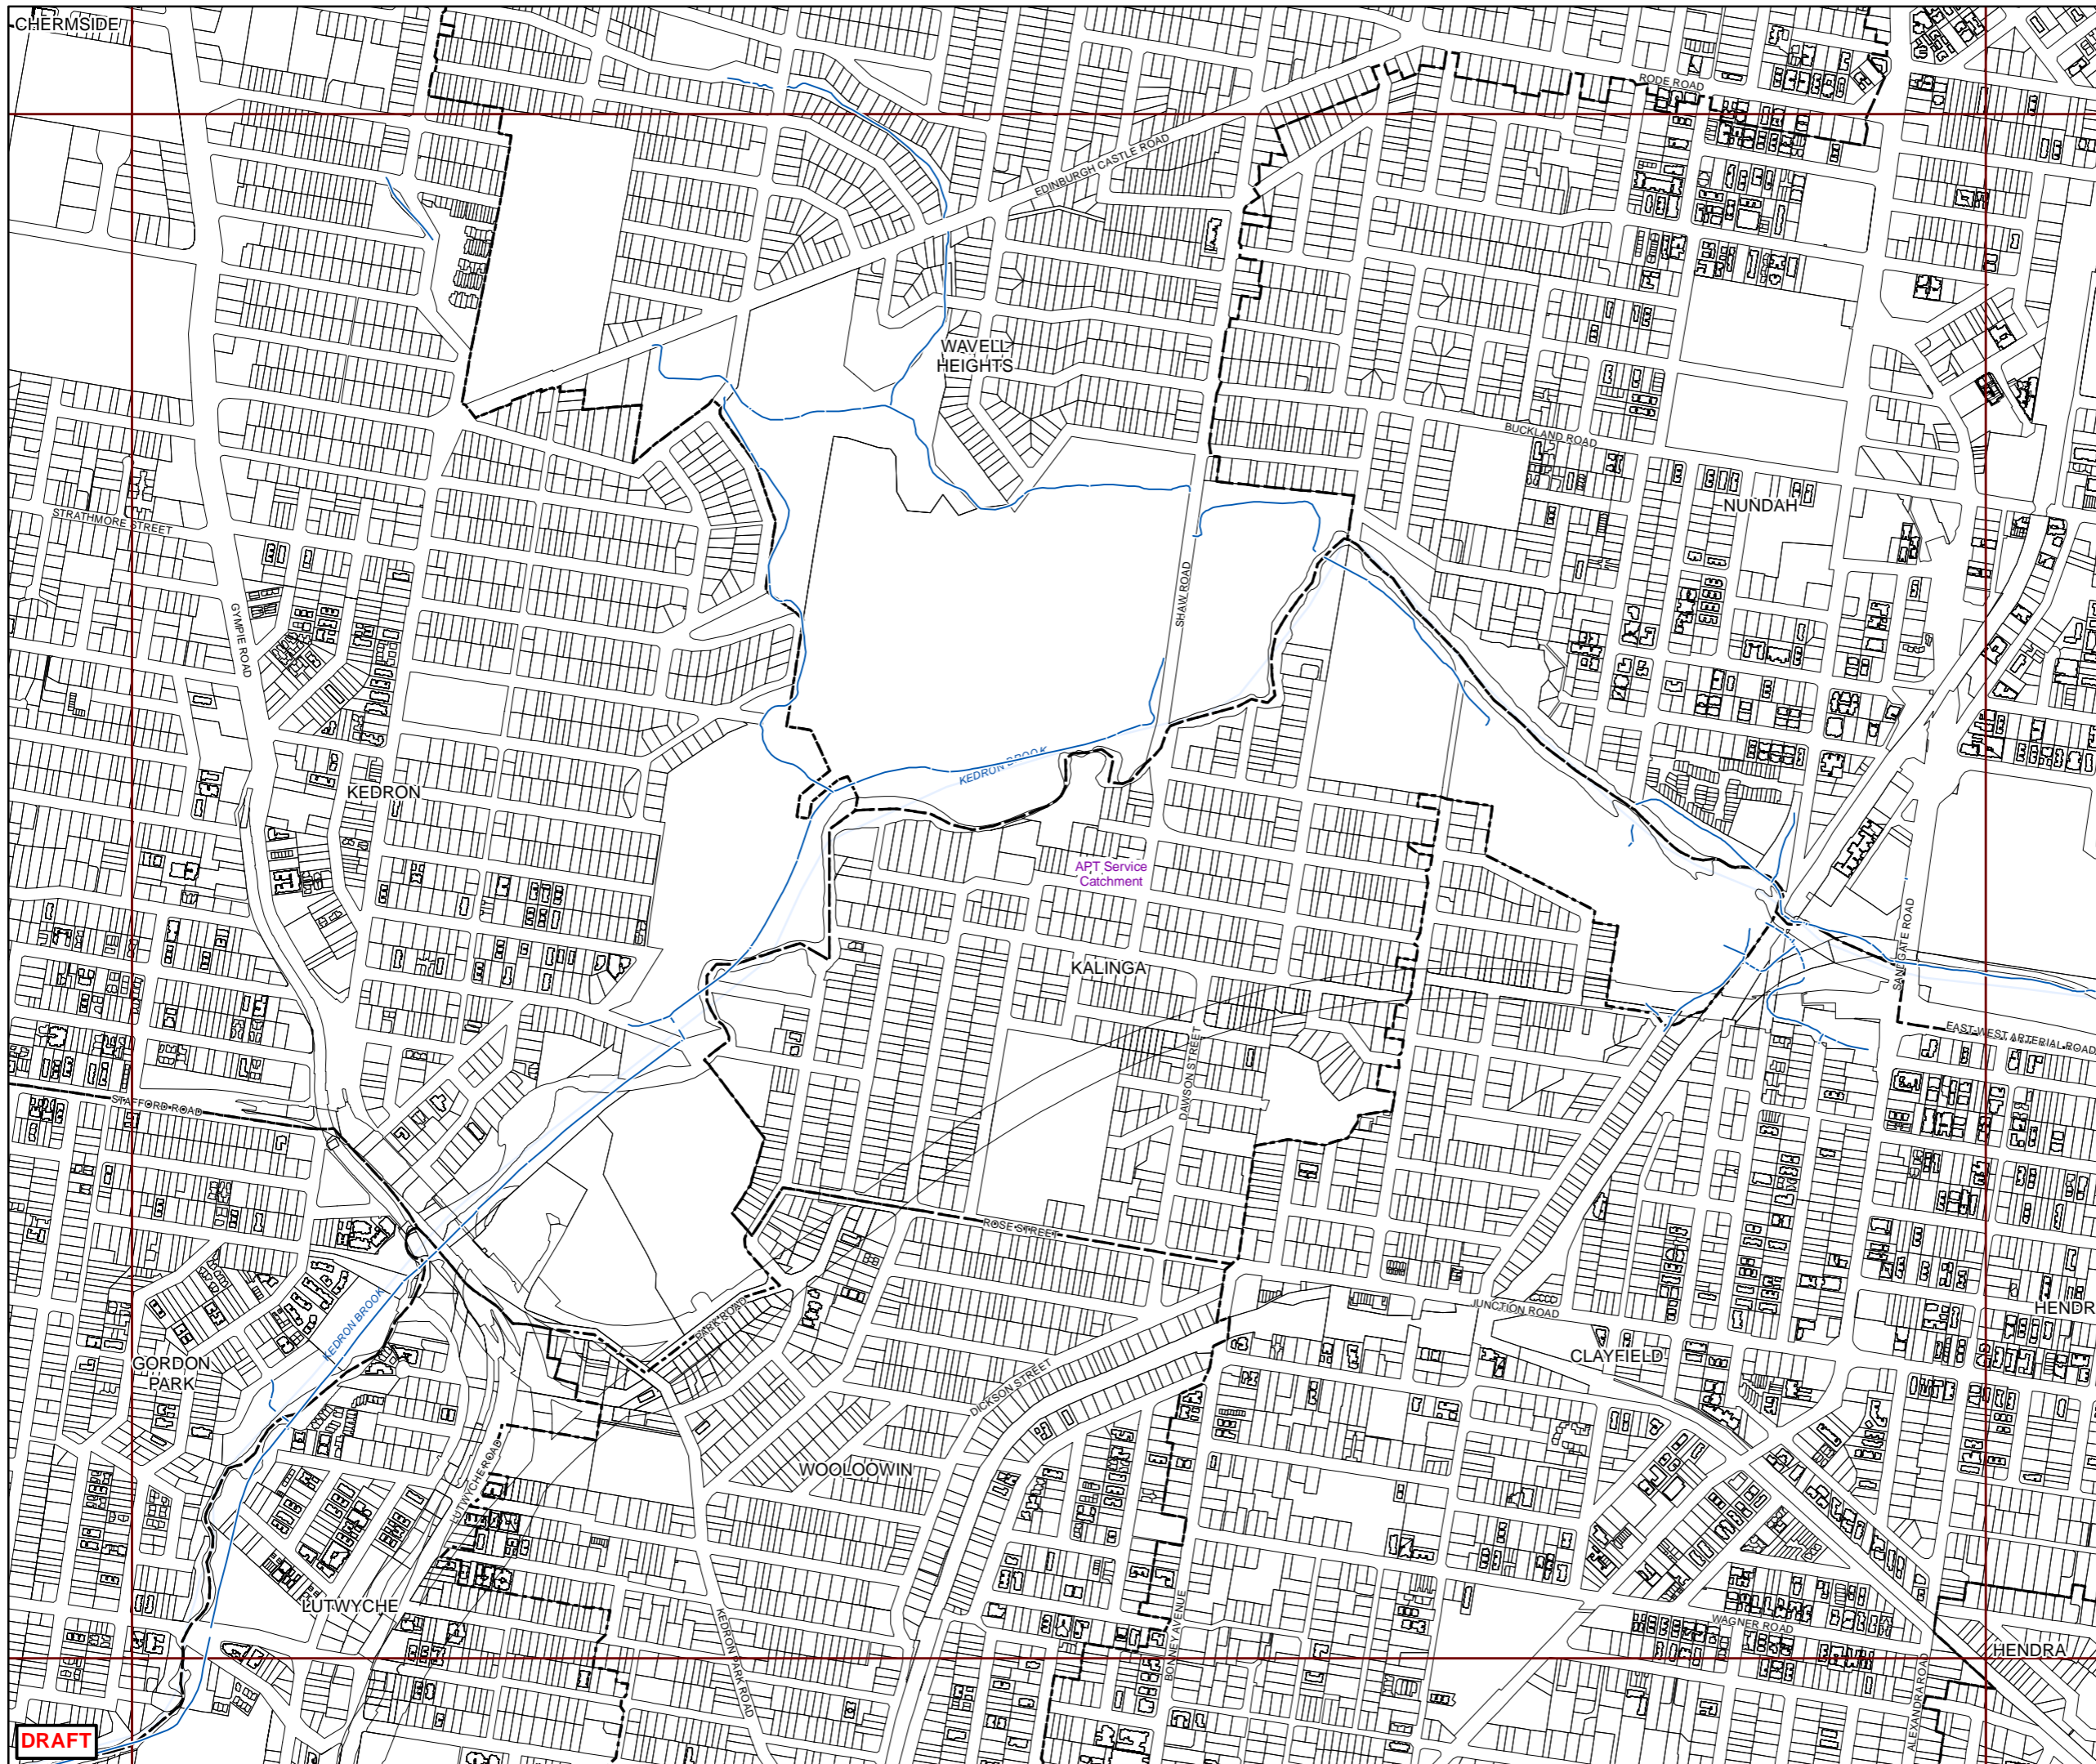 CHERMSIDE
RODE ROAD
EDINBURGH CASTLE ROAD
WAVELL
HEIGHTS
BUCKLAND ROAD
NUNDAH
STRATHMORE STREET
GYMPIE ROAD
SHAW ROAD
KEDRON BROOK
KEDRON
APT Service
Catchment
KALINGA
SANDGATE ROAD
EAST-WEST ARTERIAL ROAD
DAWSON STREET
STAFFORD ROAD
ROSE STREET
KEDRON BROOK
PARK ROAD
JUNCTION ROAD
HENDR
GORDON
PARK
CLAYFIELD
DICKSON STREET
WOOLOOWIN
LUTWYCHE ROAD
LUTWYCHE
BONNEY AVENUE
KEDRON PARK ROAD
WAGNER ROAD
HENDRA
ALEXANDRA ROAD
DRAFT